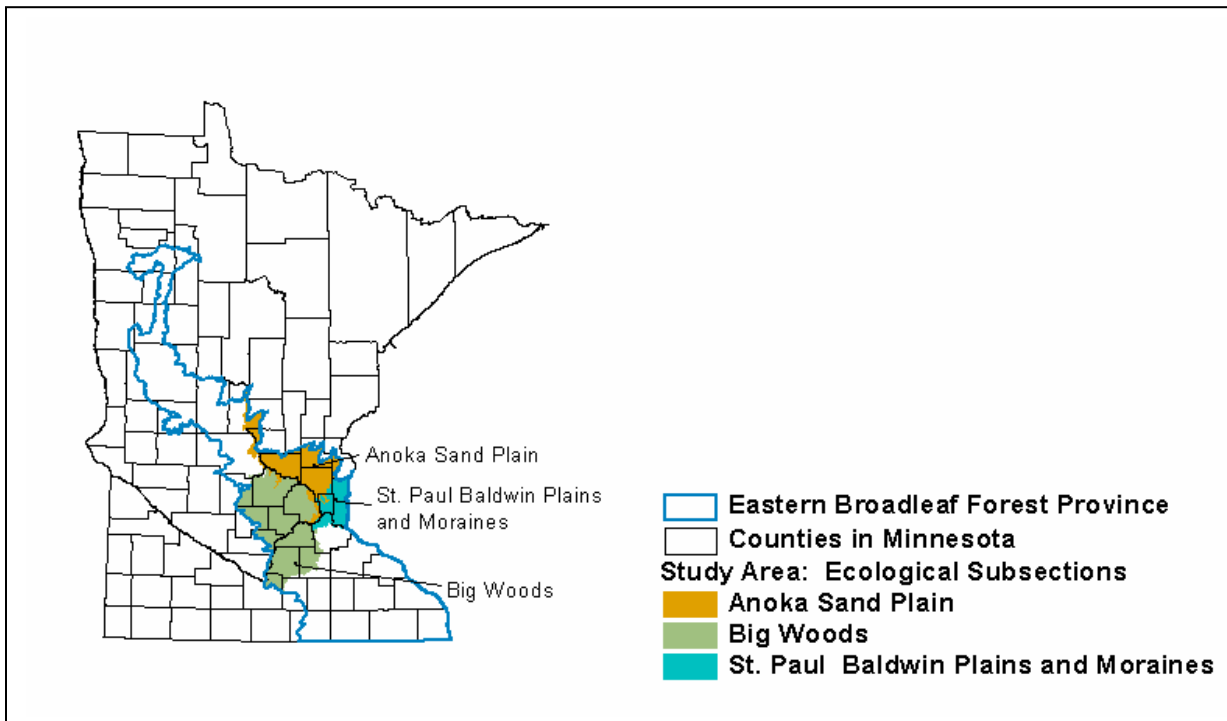 Anoka Sand Plain
St. Paul Baldwin Plains
and Moraines
Big Woods
Eastern Broadleaf Forest Province
Counties in Minnesota
Study Area: Ecological Subsections
Anoka Sand Plain
Big Woods
St. Paul Baldwin Plains and Moraines